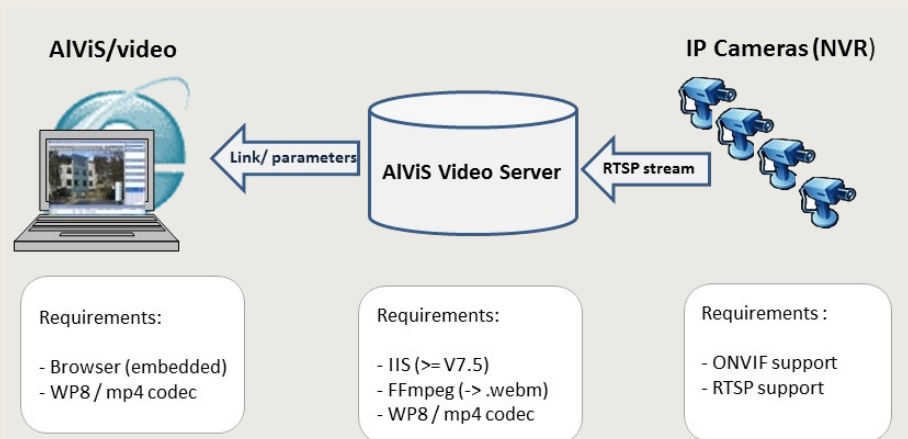 AlViS/video
IP Cameras (NVR)
Link/ parameters
AlViS Video Server
RTSP stream
Requirements:
- Browser (embedded)
- WP8 / mp4 codec
Requirements:
- IIS (>= V7.5)
- FFmpeg (-> .webm)
- WP8 / mp4 codec
Requirements :
- ONVIF support
- RTSP support